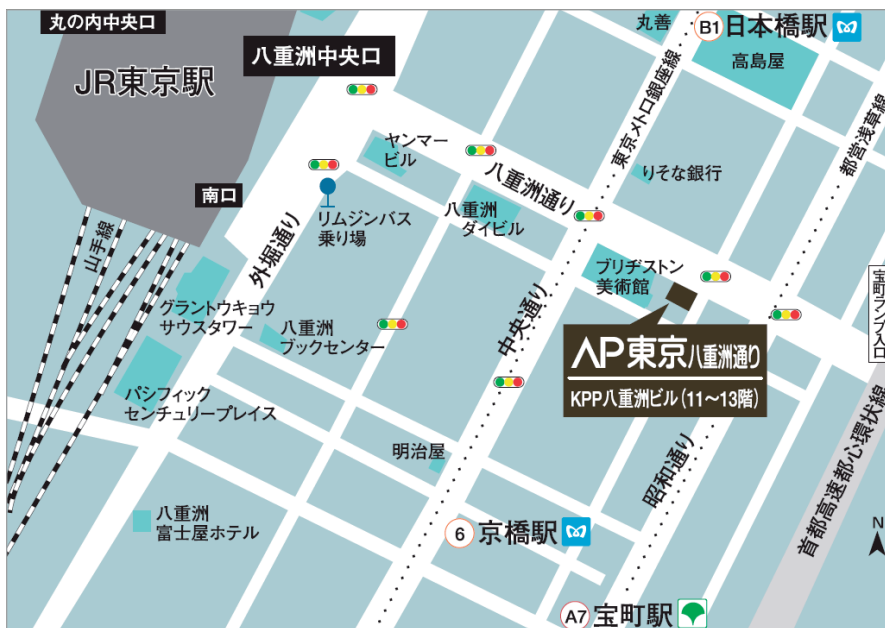 丸の内中央口
JR東京駅
八重洲中央口
丸善
B1 日本橋駅
高島屋
ヤンマー
ビル
八重洲通り
東京メトロ銀座線
都営浅草線
りそな銀行
南口
山手線
外堀通り
リムジンバス
乗り場
八重洲
ダイビル
ブリヂストン
美術館
宝町ランプ入口
グラントウキョウ
サウスタワー
八重洲
ブックセンター
中央通り
AP東京八重洲通り
KPP八重洲ビル(11〜13階)
パシフィック
センチュリープレイス
明治屋
昭和通り
首都高速都心環状線
八重洲
富士屋ホテル
6 京橋駅
N
A7 宝町駅